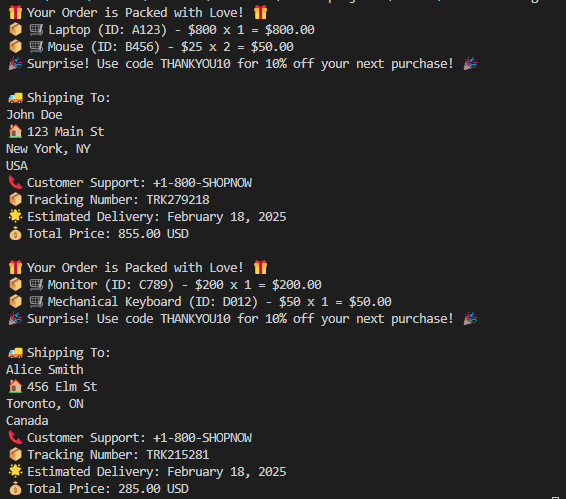 🎁 Your Order is Packed with Love! 🎁
📦 🛒 Laptop (ID: A123) - $800 x 1 = $800.00
📦 🛒 Mouse (ID: B456) - $25 x 2 = $50.00
🎉 Surprise! Use code THANKYOU10 for 10% off your next purchase! 🎉
🚚 Shipping To:
John Doe
🏠 123 Main St
New York, NY
USA
📞 Customer Support: +1-800-SHOPNOW
📦 Tracking Number: TRK279218
🌟 Estimated Delivery: February 18, 2025
💰 Total Price: 855.00 USD
🎁 Your Order is Packed with Love! 🎁
📦 🛒 Monitor (ID: C789) - $200 x 1 = $200.00
📦 🛒 Mechanical Keyboard (ID: D012) - $50 x 1 = $50.00
🎉 Surprise! Use code THANKYOU10 for 10% off your next purchase! 🎉
🚚 Shipping To:
Alice Smith
🏠 456 Elm St
Toronto, ON
Canada
📞 Customer Support: +1-800-SHOPNOW
📦 Tracking Number: TRK215281
🌟 Estimated Delivery: February 18, 2025
💰 Total Price: 285.00 USD